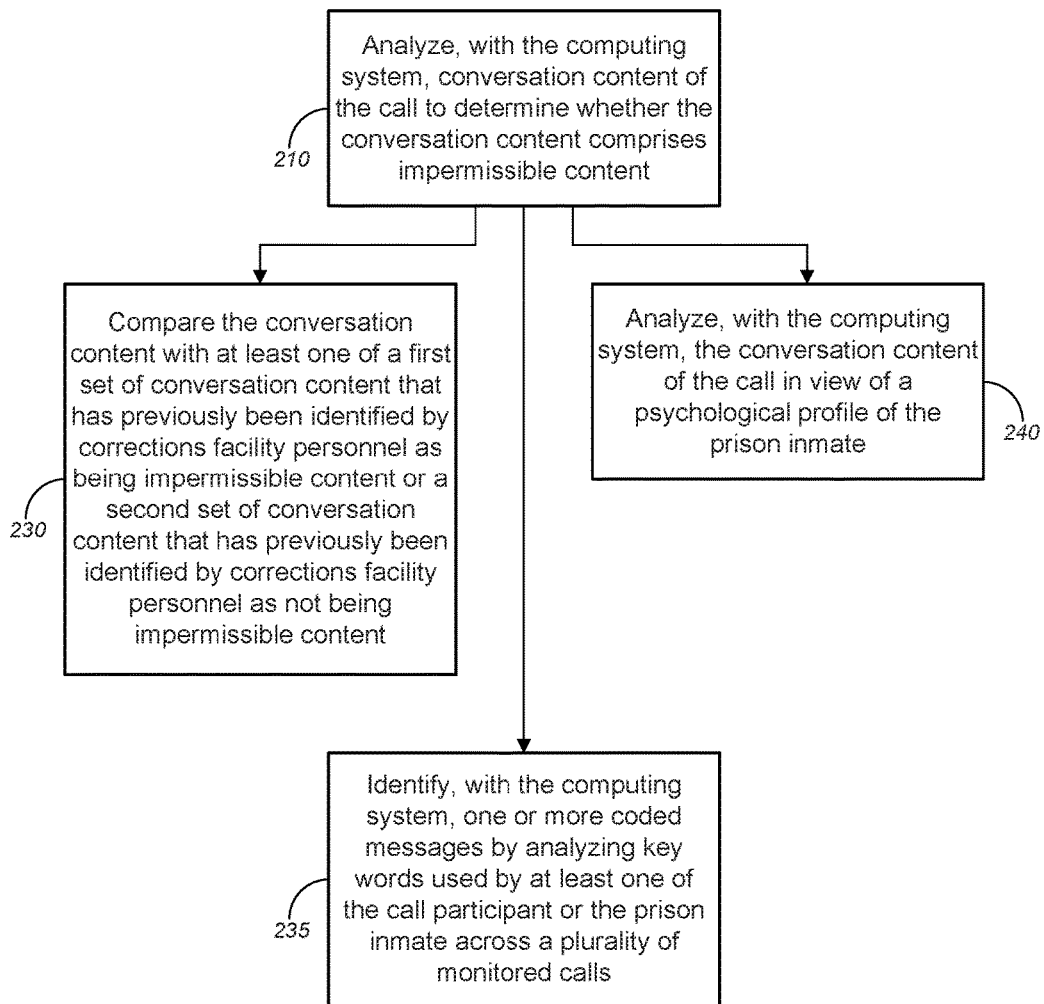 Analyze, with the computing
system, conversation content of
the call to determine whether the
conversation content comprises
impermissible content
210
Compare the conversation
content with at least one of a first
set of conversation content that
has previously been identified by
corrections facility personnel as
being impermissible content or a
second set of conversation
content that has previously been
identified by corrections facility
personnel as not being
impermissible content
230
Analyze, with the computing
system, the conversation content
of the call in view of a
psychological profile of the
prison inmate
240
Identify, with the computing
system, one or more coded
messages by analyzing key
words used by at least one of
the call participant or the prison
inmate across a plurality of
monitored calls
235